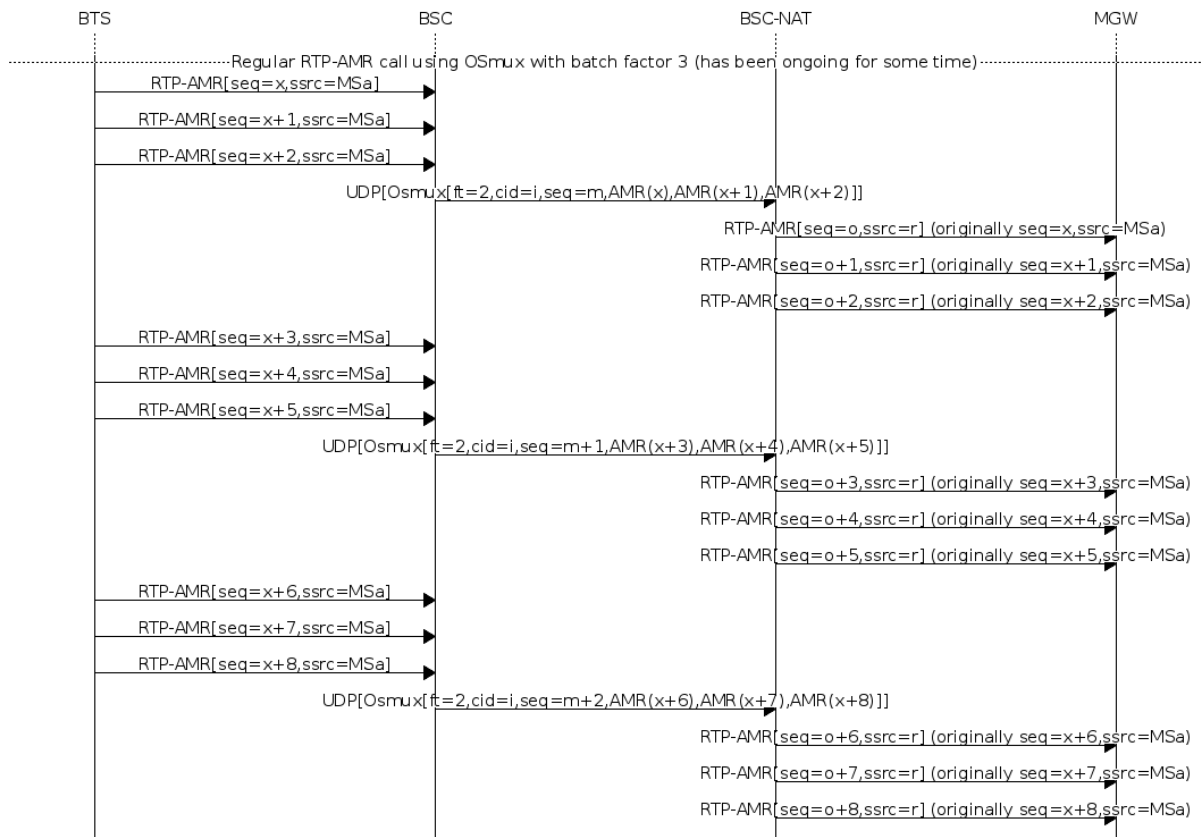 BTS BSC BSC-NAT MGW
Regular RTP-AMR call using OSmux with batch factor 3 (has been ongoing for some time)
RTP-AMR[seq=x,ssrc=MSa]
RTP-AMR[seq=x+1,ssrc=MSa]
RTP-AMR[seq=x+2,ssrc=MSa]
UDP[Osmux[ft=2,cid=i,seq=m,AMR(x),AMR(x+1),AMR(x+2)]]
RTP-AMR[seq=o,ssrc=r] (originally seq=x,ssrc=MSa)
RTP-AMR[seq=o+1,ssrc=r] (originally seq=x+1,ssrc=MSa)
RTP-AMR[seq=o+2,ssrc=r] (originally seq=x+2,ssrc=MSa)
RTP-AMR[seq=x+3,ssrc=MSa]
RTP-AMR[seq=x+4,ssrc=MSa]
RTP-AMR[seq=x+5,ssrc=MSa]
UDP[Osmux[ft=2,cid=i,seq=m+1,AMR(x+3),AMR(x+4),AMR(x+5)]]
RTP-AMR[seq=o+3,ssrc=r] (originally seq=x+3,ssrc=MSa)
RTP-AMR[seq=o+4,ssrc=r] (originally seq=x+4,ssrc=MSa)
RTP-AMR[seq=o+5,ssrc=r] (originally seq=x+5,ssrc=MSa)
RTP-AMR[seq=x+6,ssrc=MSa]
RTP-AMR[seq=x+7,ssrc=MSa]
RTP-AMR[seq=x+8,ssrc=MSa]
UDP[Osmux[ft=2,cid=i,seq=m+2,AMR(x+6),AMR(x+7),AMR(x+8)]]
RTP-AMR[seq=o+6,ssrc=r] (originally seq=x+6,ssrc=MSa)
RTP-AMR[seq=o+7,ssrc=r] (originally seq=x+7,ssrc=MSa)
RTP-AMR[seq=o+8,ssrc=r] (originally seq=x+8,ssrc=MSa)